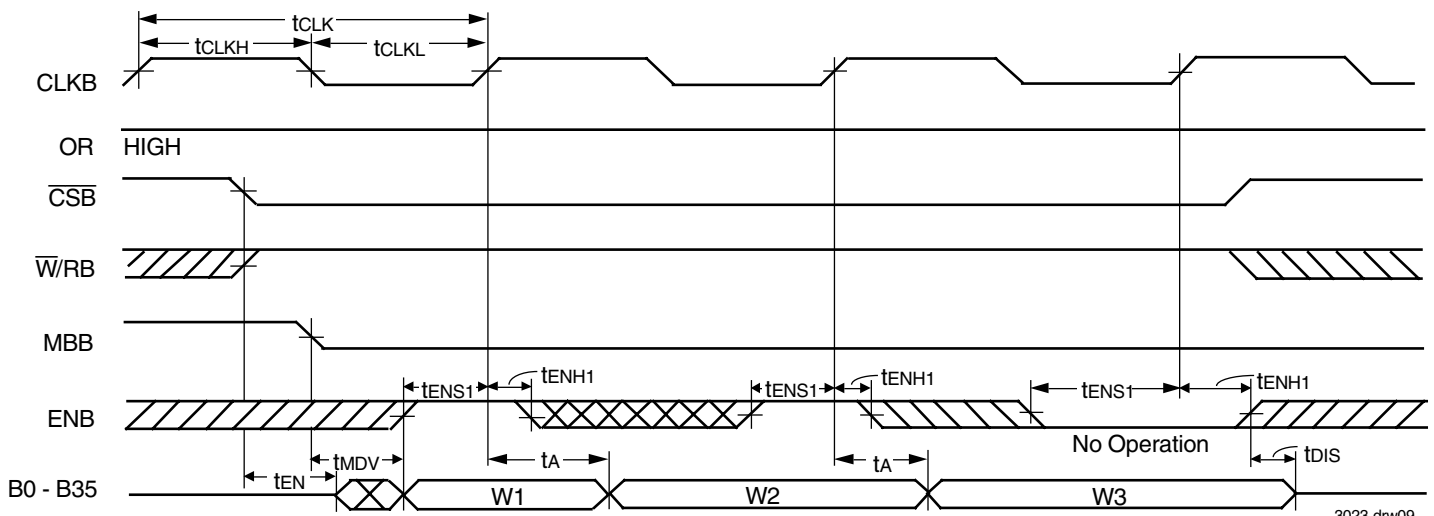 tCLK
tCLKH tCLKL
CLKB
OR HIGH
CSB
W/RB
MBB
tENS1 tENH1 tENS1 tENH1 tENS1 tENH1
ENB
No Operation
tEN tMDV tA tA tDIS
B0 - B35 W1 W2 W3
3023 drw09